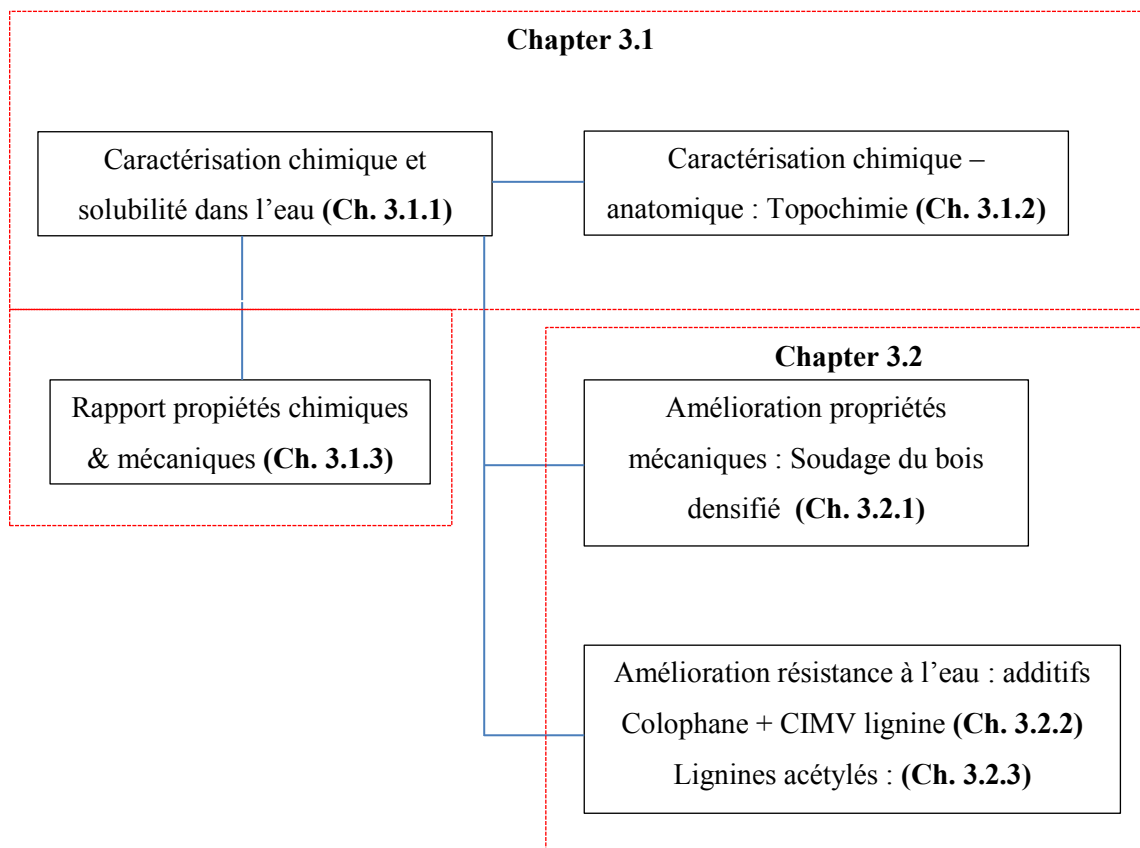 Chapter 3.1
Caractérisation chimique et
solubilité dans l'eau (Ch. 3.1.1)
Caractérisation chimique –
anatomique : Topochimie (Ch. 3.1.2)
Rapport propiétés chimiques
& mécaniques (Ch. 3.1.3)
Chapter 3.2
Amélioration propriétés
mécaniques : Soudage du bois
densifié (Ch. 3.2.1)
Amélioration résistance à l'eau : additifs
Colophane + CIMV lignine (Ch. 3.2.2)
Lignines acétylés : (Ch. 3.2.3)